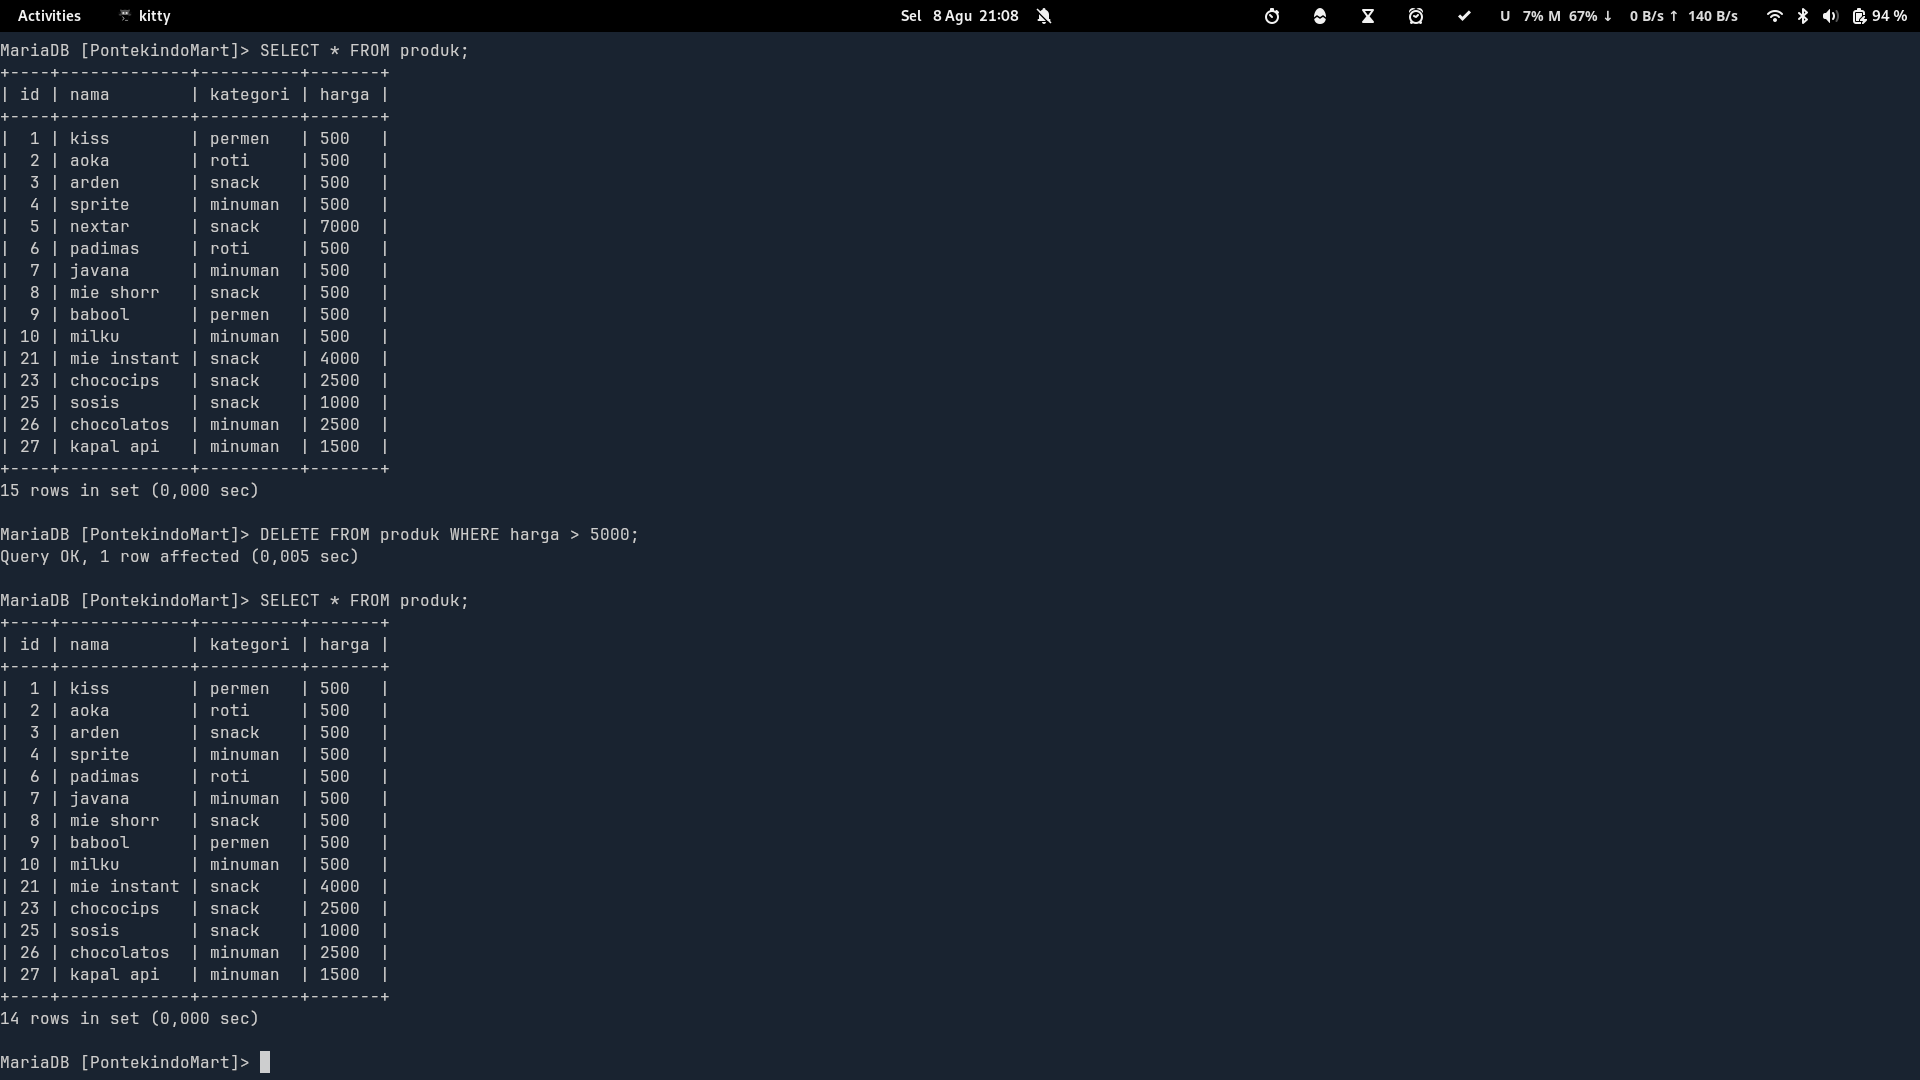 Activities kitty Sel 8 Agu 21:08 U 7% M 67% ↓ 0 B/s ↑ 140 B/s 94 %
MariaDB [PontekindoMart]> SELECT * FROM produk;
+----+-------------+----------+-------+
| id | nama        | kategori | harga |
+----+-------------+----------+-------+
|  1 | kiss        | permen   | 500   |
|  2 | aoka        | roti     | 500   |
|  3 | arden       | snack    | 500   |
|  4 | sprite      | minuman  | 500   |
|  5 | nextar      | snack    | 7000  |
|  6 | padimas     | roti     | 500   |
|  7 | javana      | minuman  | 500   |
|  8 | mie shorr   | snack    | 500   |
|  9 | babool      | permen   | 500   |
| 10 | milku       | minuman  | 500   |
| 21 | mie instant | snack    | 4000  |
| 23 | chococips   | snack    | 2500  |
| 25 | sosis       | snack    | 1000  |
| 26 | chocolatos  | minuman  | 2500  |
| 27 | kapal api   | minuman  | 1500  |
+----+-------------+----------+-------+
15 rows in set (0,000 sec)

MariaDB [PontekindoMart]> DELETE FROM produk WHERE harga > 5000;
Query OK, 1 row affected (0,005 sec)

MariaDB [PontekindoMart]> SELECT * FROM produk;
+----+-------------+----------+-------+
| id | nama        | kategori | harga |
+----+-------------+----------+-------+
|  1 | kiss        | permen   | 500   |
|  2 | aoka        | roti     | 500   |
|  3 | arden       | snack    | 500   |
|  4 | sprite      | minuman  | 500   |
|  6 | padimas     | roti     | 500   |
|  7 | javana      | minuman  | 500   |
|  8 | mie shorr   | snack    | 500   |
|  9 | babool      | permen   | 500   |
| 10 | milku       | minuman  | 500   |
| 21 | mie instant | snack    | 4000  |
| 23 | chococips   | snack    | 2500  |
| 25 | sosis       | snack    | 1000  |
| 26 | chocolatos  | minuman  | 2500  |
| 27 | kapal api   | minuman  | 1500  |
+----+-------------+----------+-------+
14 rows in set (0,000 sec)

MariaDB [PontekindoMart]>